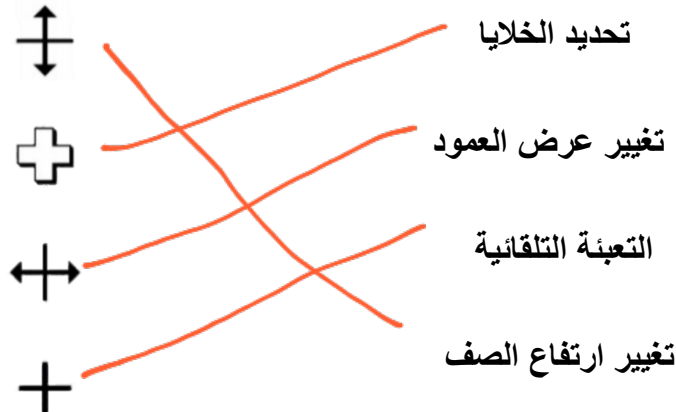 تحديد الخلايا
تغيير عرض العمود
التعبئة التلقائية
تغيير ارتفاع الصف